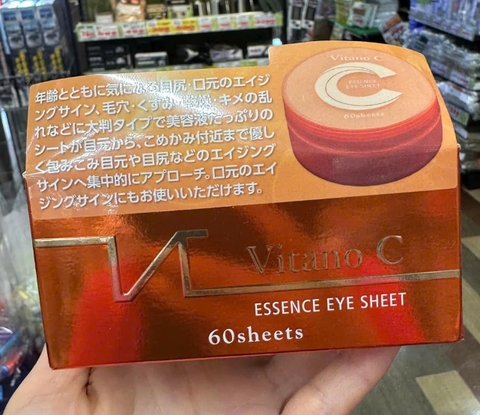 年齢とともに気になる目尻・口元のエイジ
ングサイン、毛穴・くすみ・乾燥・キメの乱
れなどに大判タイプで美容液たっぷりの
シートが目元から、こめかみ付近まで優し
く包みこみ目元や目尻などのエイジング
サインへ集中的にアプローチ。口元のエイ
ジングサインにもお使いいただけます。
Vitano C
C
ESSENCE
EYE SHEET
60sheets
VC
Vitano C
ESSENCE EYE SHEET
60sheets